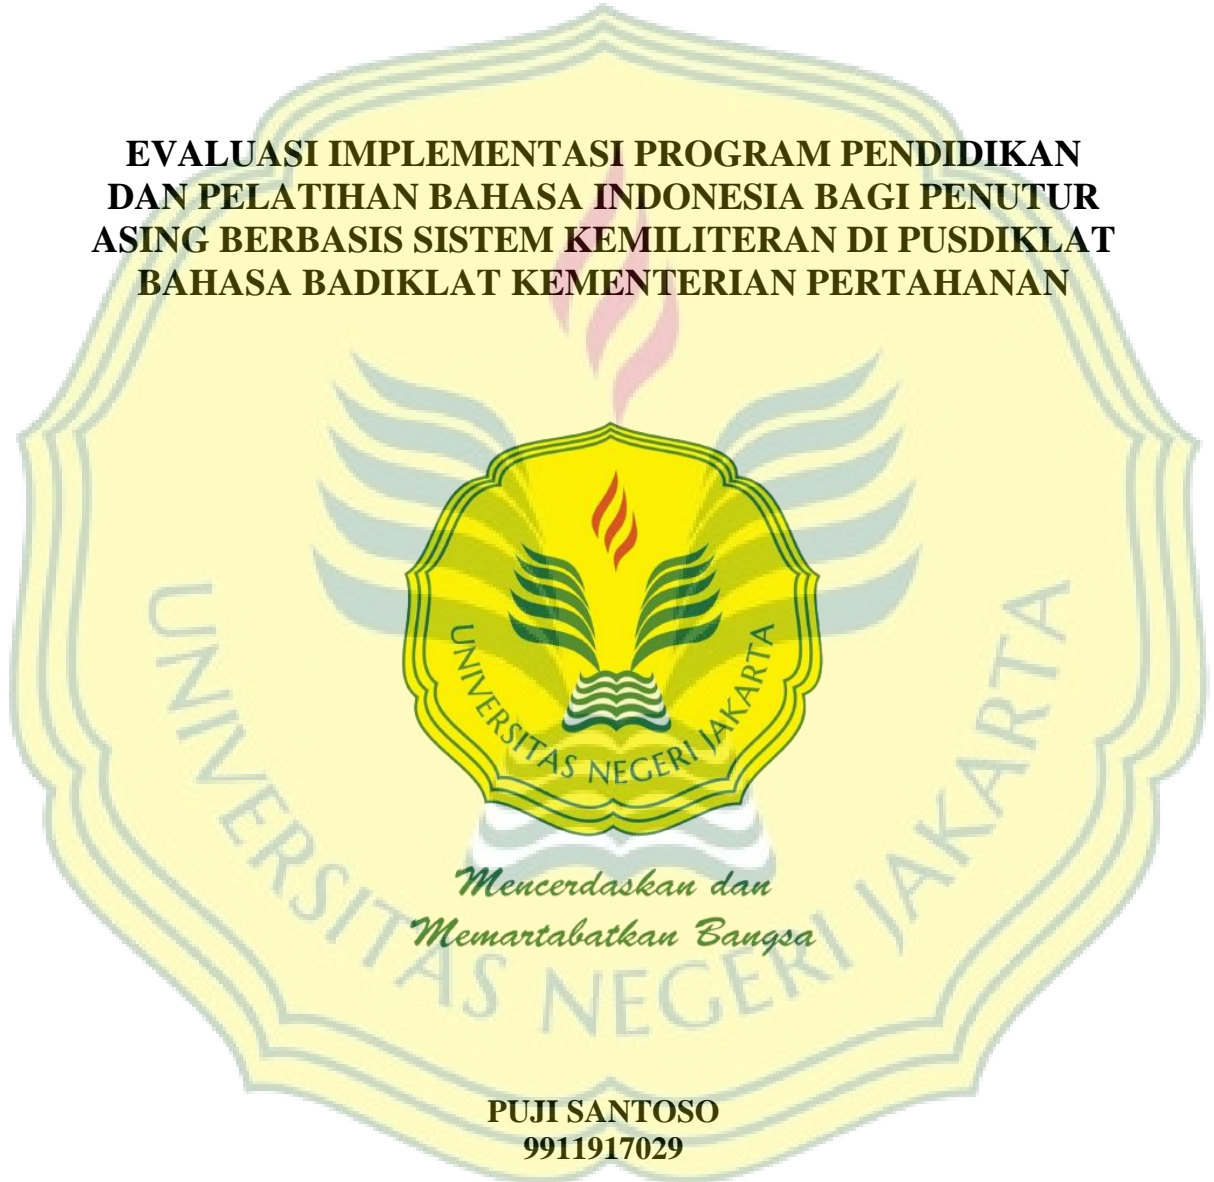 EVALUASI IMPLEMENTASI PROGRAM PENDIDIKAN
DAN PELATIHAN BAHASA INDONESIA BAGI PENUTUR
ASING BERBASIS SISTEM KEMILITERAN DI PUSDIKLAT
BAHASA BADIKLAT KEMENTERIAN PERTAHANAN
UNIVERSITAS NEGERI JAKARTA
UNIVERSITAS NEGERI JAKARTA
Mencerdaskan dan
Memartabatkan Bangsa
PUJI SANTOSO
9911917029